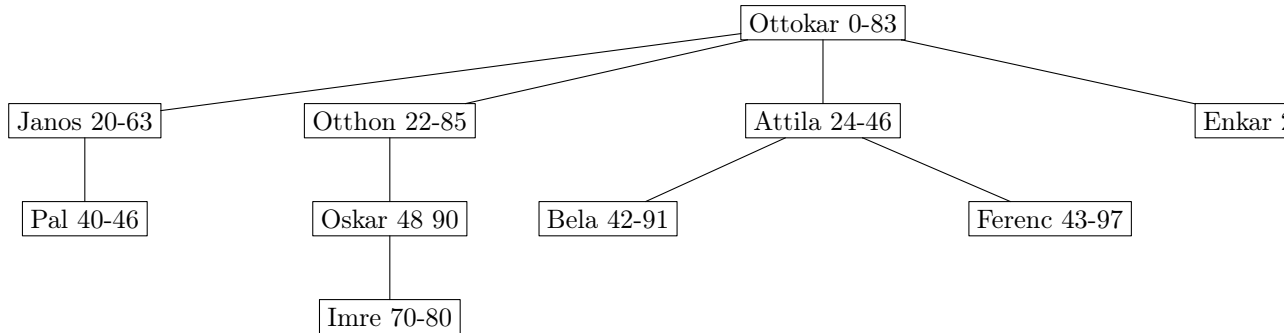 Ottokar 0-83
Janos 20-63
Otthon 22-85
Attila 24-46
Enkar
Pal 40-46
Oskar 48 90
Bela 42-91
Ferenc 43-97
Imre 70-80